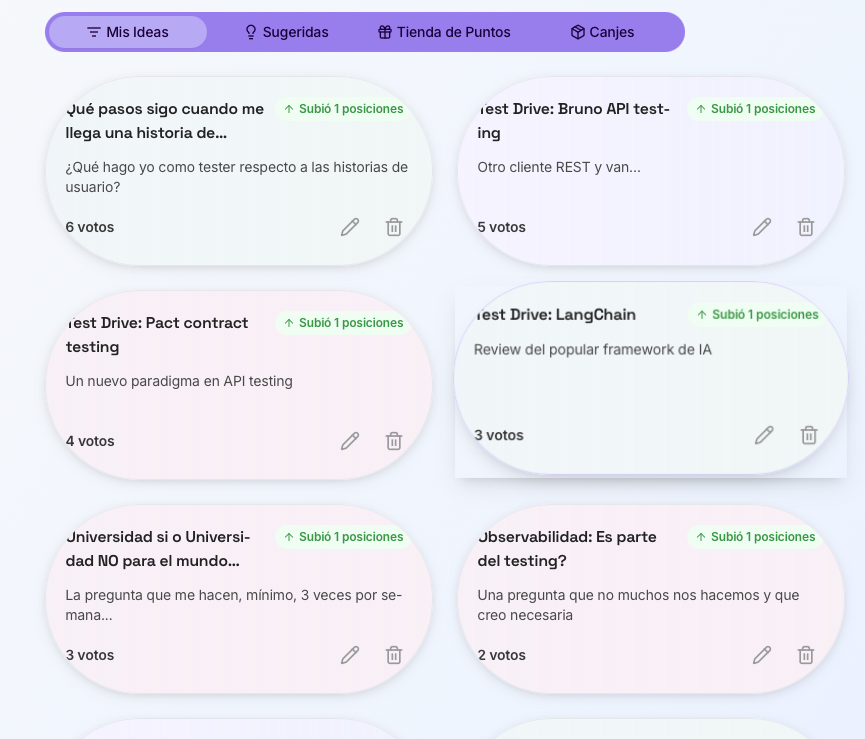 Mis Ideas
Sugeridas
Tienda de Puntos
Canjes
Qué pasos sigo cuando me
llega una historia de...
Subió 1 posiciones
¿Qué hago yo como tester respecto a las historias de
usuario?
6 votos
Test Drive: Bruno API test-
ing
Subió 1 posiciones
Otro cliente REST y van...
5 votos
Test Drive: Pact contract
testing
Subió 1 posiciones
Un nuevo paradigma en API testing
4 votos
Test Drive: LangChain
Subió 1 posiciones
Review del popular framework de IA
3 votos
Universidad si o Universi-
dad NO para el mundo...
Subió 1 posiciones
La pregunta que me hacen, mínimo, 3 veces por se-
mana...
3 votos
Observabilidad: Es parte
del testing?
Subió 1 posiciones
Una pregunta que no muchos nos hacemos y que
creo necesaria
2 votos